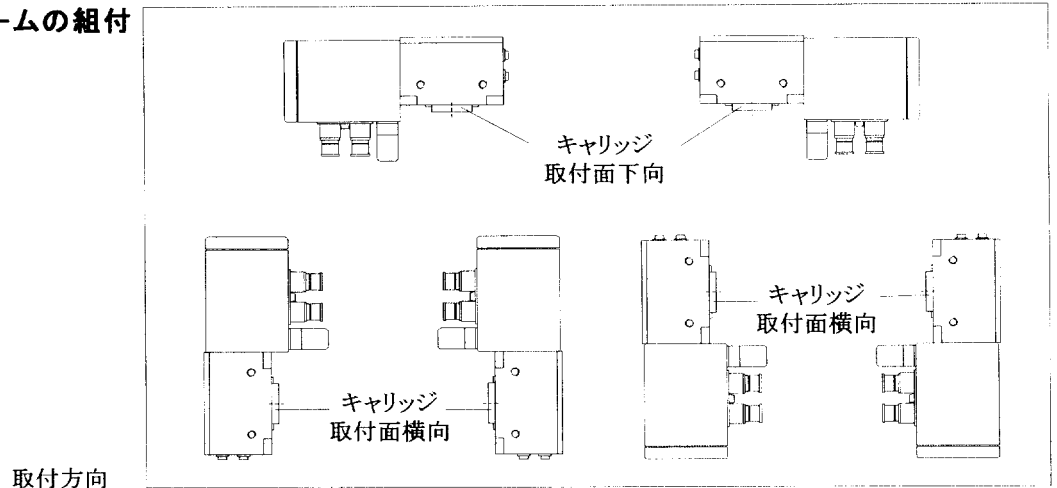 ームの組付
キャリッジ
取付面下向
キャリッジ
取付面横向
キャリッジ
取付面横向
取付方向